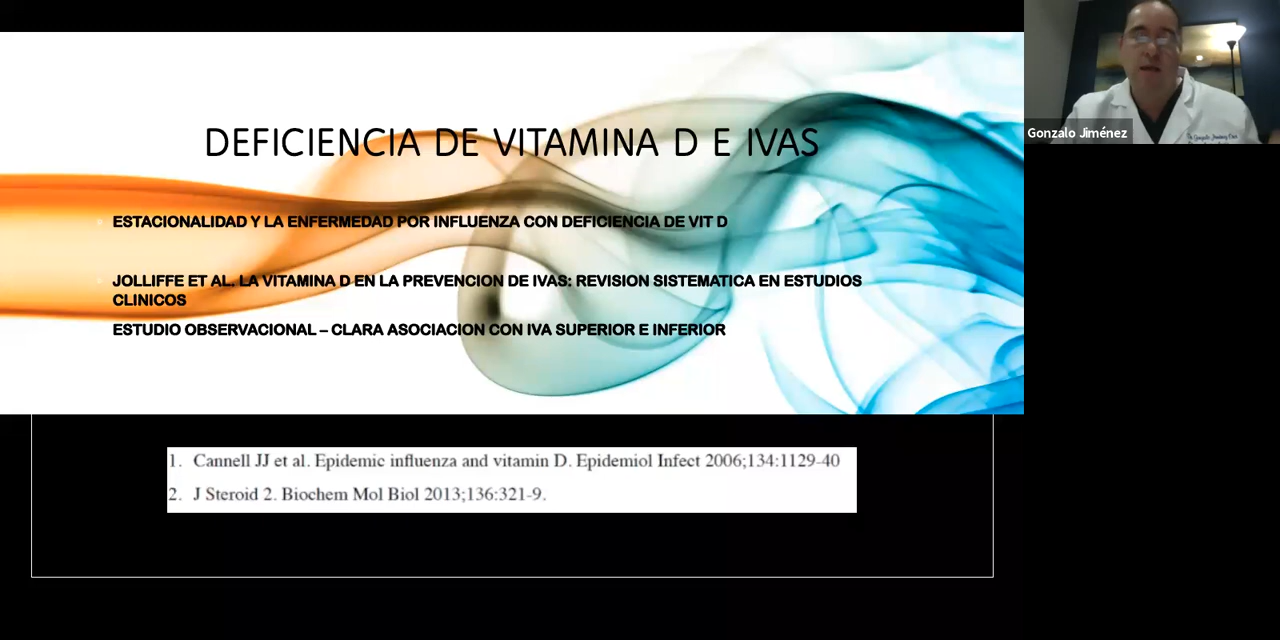 DEFICIENCIA DE VITAMINA D E IVAS
ESTACIONALIDAD Y LA ENFERMEDAD POR INFLUENZA CON DEFICIENCIA DE VIT D
JOLLIFFE ET AL. LA VITAMINA D EN LA PREVENCION DE IVAS: REVISION SISTEMATICA EN ESTUDIOS
CLINICOS
ESTUDIO OBSERVACIONAL – CLARA ASOCIACION CON IVA SUPERIOR E INFERIOR
1. Cannell JJ et al. Epidemic influenza and vitamin D. Epidemiol Infect 2006;134:1129-40
2. J Steroid 2. Biochem Mol Biol 2013;136:321-9.
Gonzalo Jiménez